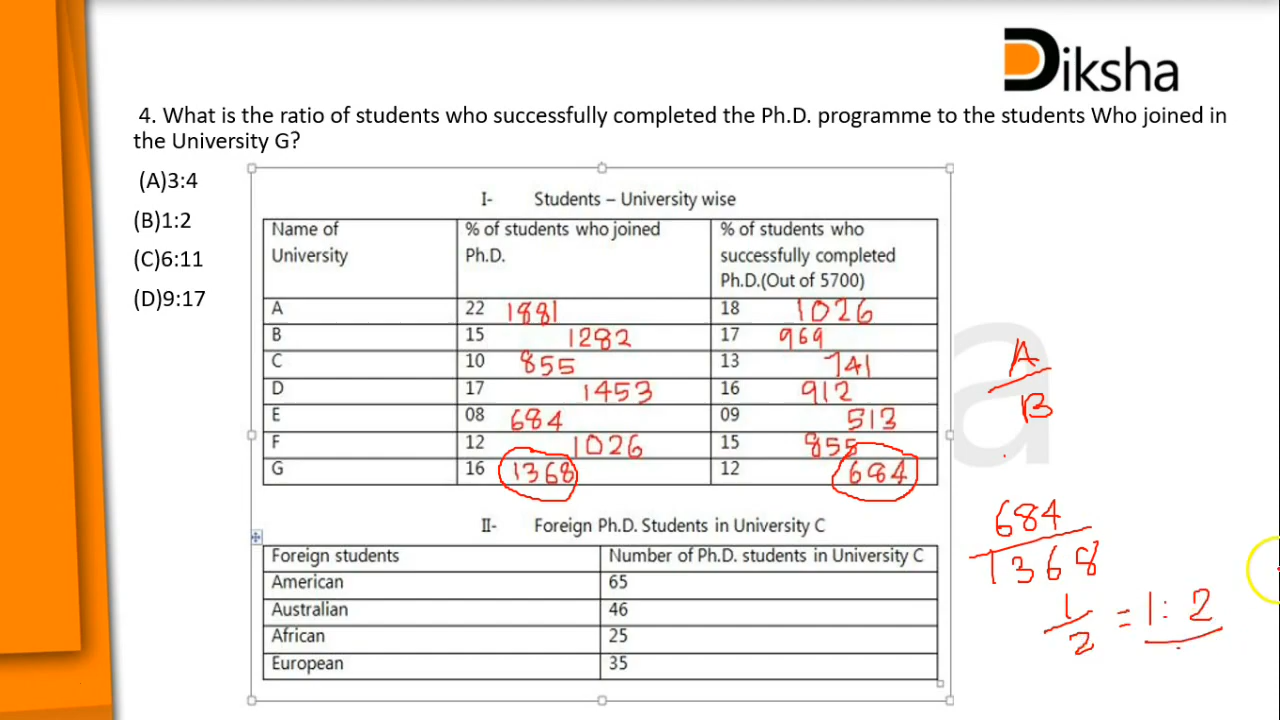 Diksha
4. What is the ratio of students who successfully completed the Ph.D. programme to the students Who joined in
the University G?
(A)3:4
(B)1:2
(C)6:11
(D)9:17
I- Students – University wise
Name of University % of students who joined Ph.D. % of students who successfully completed Ph.D.(Out of 5700)
A 22 1881 18 1026
B 15 1282 17 969
C 10 855 13 741
D 17 1453 16 912
E 08 684 09 513
F 12 1026 15 855
G 16 1368 12 684
II- Foreign Ph.D. Students in University C
Foreign students Number of Ph.D. students in University C
American 65
Australian 46
African 25
European 35
A
B
684
1368
1/2 = 1:2
a